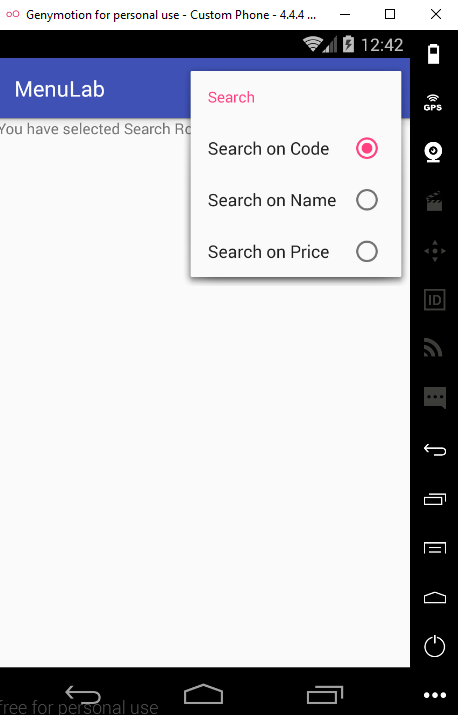 Genymotion for personal use - Custom Phone - 4.4.4 ...
12:42
MenuLab
You have selected Search
Search
Search on Code
Search on Name
Search on Price
GPS
ID
free for personal use